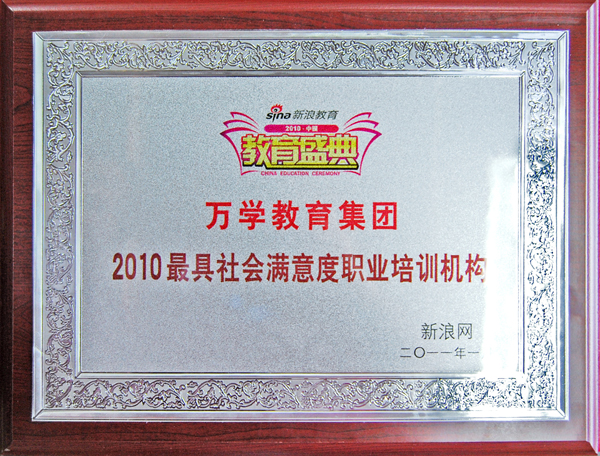 sina新浪教育
2010·中国
教育盛典
CHINA EDUCATION CEREMONY
万学教育集团
2010最具社会满意度职业培训机构
新浪网
二〇一一年一